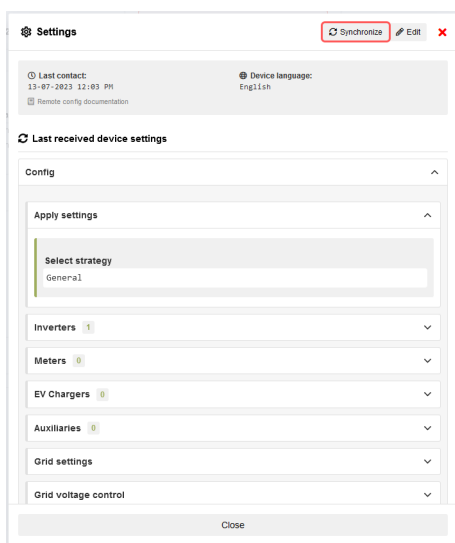 Settings
Synchronize
Edit
Last contact:
13-07-2023 12:03 PM
Device language:
English
Remote config documentation
Last received device settings
Config
Apply settings
Select strategy
General
Inverters 1
Meters 0
EV Chargers 0
Auxiliaries 0
Grid settings
Grid voltage control
Close